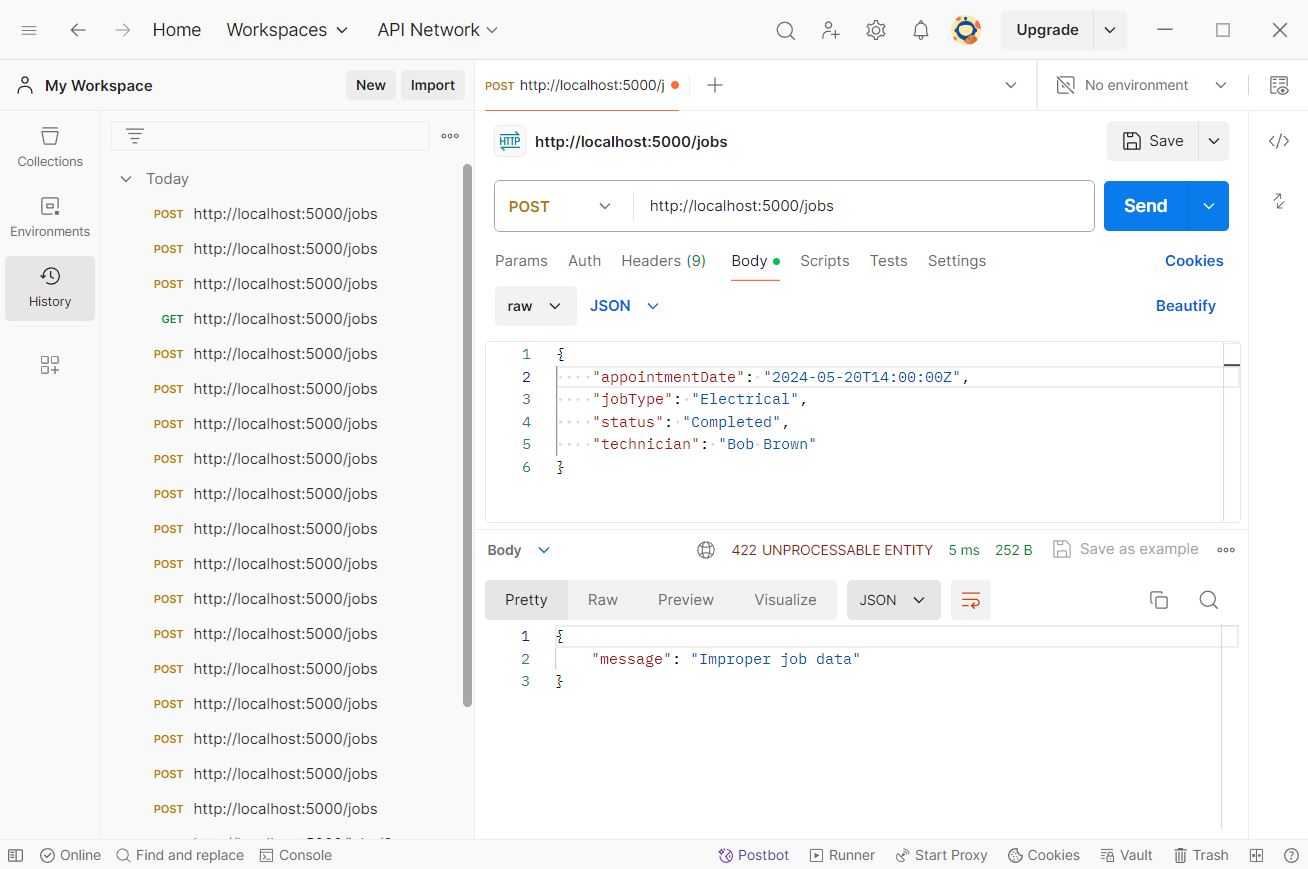 Home Workspaces API Network Upgrade
My Workspace New Import
POST http://localhost:5000/j No environment
Collections
Environments
History
Today
POST http://localhost:5000/jobs
POST http://localhost:5000/jobs
POST http://localhost:5000/jobs
GET http://localhost:5000/jobs
POST http://localhost:5000/jobs
POST http://localhost:5000/jobs
POST http://localhost:5000/jobs
POST http://localhost:5000/jobs
POST http://localhost:5000/jobs
POST http://localhost:5000/jobs
POST http://localhost:5000/jobs
POST http://localhost:5000/jobs
POST http://localhost:5000/jobs
POST http://localhost:5000/jobs
POST http://localhost:5000/jobs
POST http://localhost:5000/jobs
POST http://localhost:5000/jobs
POST http://localhost:5000/jobs
HTTP http://localhost:5000/jobs Save </>
POST http://localhost:5000/jobs Send
Params Auth Headers (9) Body Scripts Tests Settings Cookies
raw JSON Beautify
1 {
2 "appointmentDate": "2024-05-20T14:00:00Z",
3 "jobType": "Electrical",
4 "status": "Completed",
5 "technician": "Bob Brown"
6 }
Body 422 UNPROCESSABLE ENTITY 5 ms 252 B Save as example
Pretty Raw Preview Visualize JSON
1 {
2 "message": "Improper job data"
3 }
Online Find and replace Console Postbot Runner Start Proxy Cookies Vault Trash